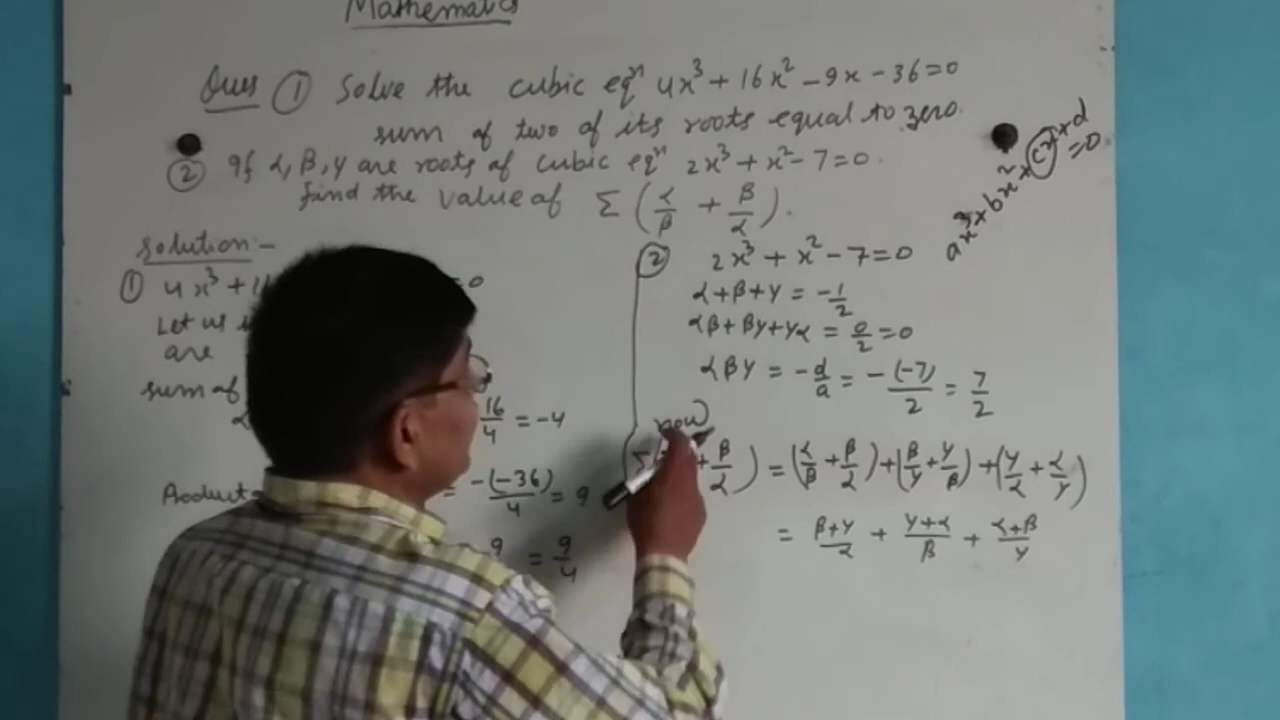 Mathematics
Ques ① Solve the cubic eqⁿ 4x³ + 16x² - 9x - 36 = 0
sum of two of its roots equal to zero.
② If α, β, γ are roots of cubic eqⁿ 2x³ + x² - 7 = 0.
find the value of Σ (α/β + β/α).
ax³ + bx² + cx + d = 0.
Solution -
① 4x³ + 1 = 0
Let us
are
sum of
α 16/4 = -4
Product = -(-36)/4 = 9
= -9 = 9/4
② 2x³ + x² - 7 = 0
α + β + γ = -1/2
αβ + βγ + γα = 0/2 = 0
αβγ = -d/a = -(-7)/2 = 7/2
now
Σ + β/α) = (α/β + β/α) + (β/γ + γ/β) + (γ/α + α/γ)
= β+γ/α + γ+α/β + α+β/γ